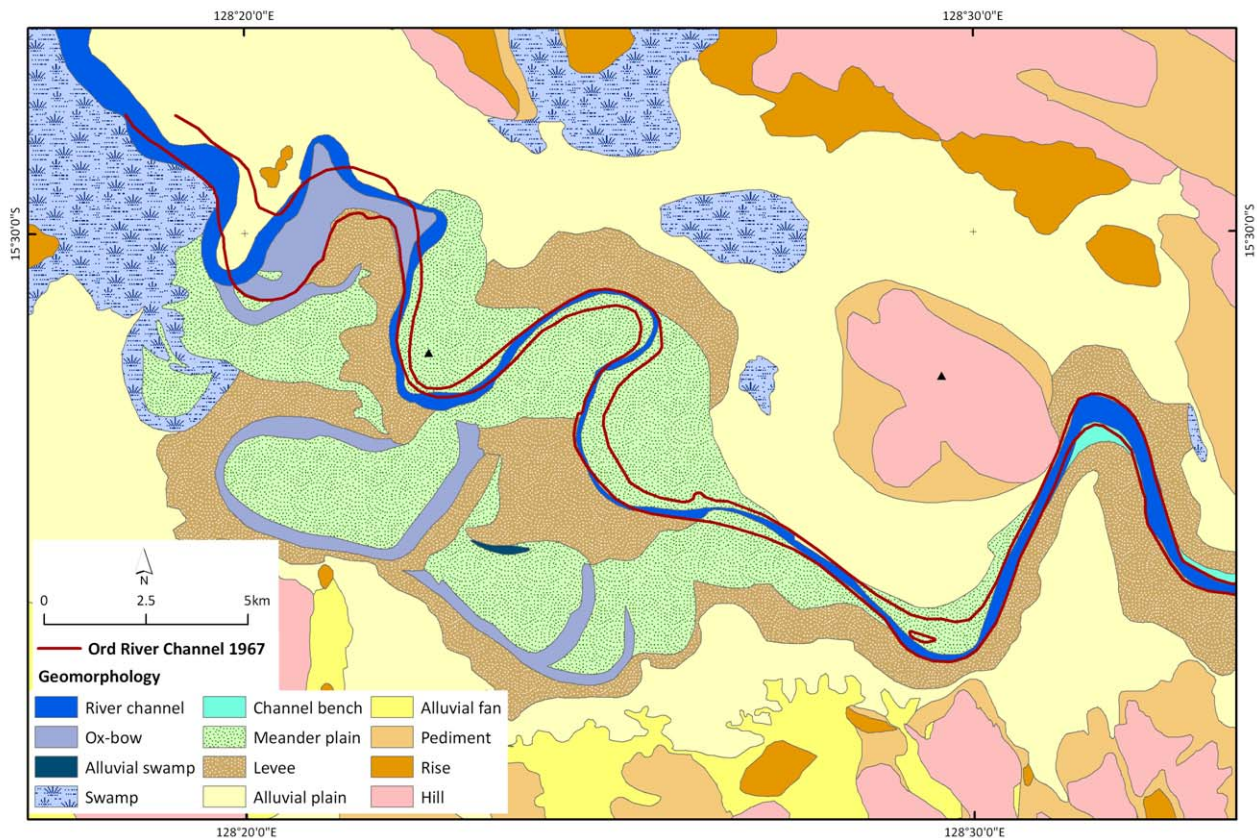 128°20'0"E
128°30'0"E
15°30'0"S
15°30'0"S
N
0 2.5 5km
Ord River Channel 1967
Geomorphology
River channel
Channel bench
Alluvial fan
Ox-bow
Meander plain
Pediment
Alluvial swamp
Levee
Rise
Swamp
Alluvial plain
Hill
128°20'0"E
128°30'0"E